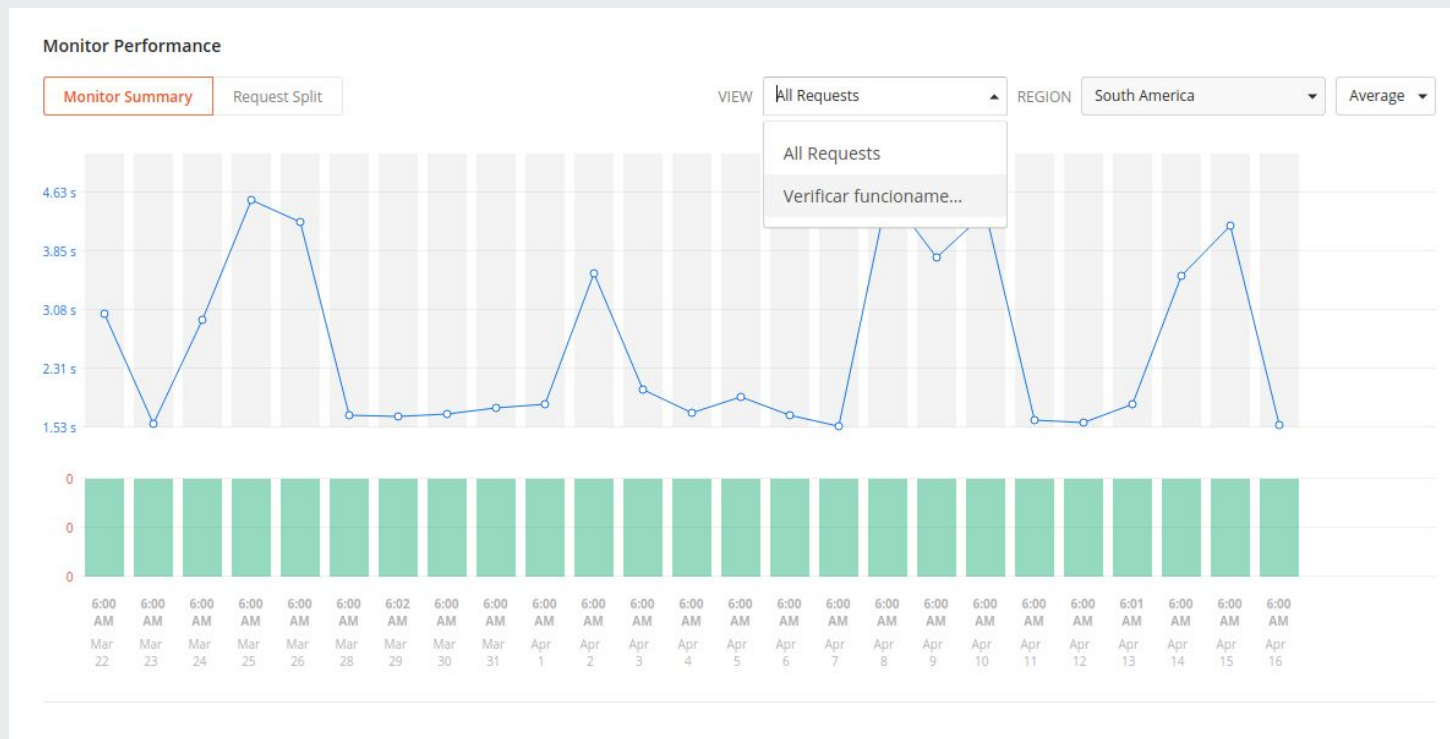 Monitor Performance
Monitor Summary Request Split VIEW All Requests REGION South America Average
All Requests
Verificar funcioname...
4.63 s
3.85 s
3.08 s
2.31 s
1.53 s
0
0
0
6:00 6:00 6:00 6:00 6:00 6:00 6:02 6:00 6:00 6:00 6:00 6:00 6:00 6:00 6:00 6:00 6:00 6:00 6:00 6:00 6:00 6:01 6:00 6:00 6:00
AM AM AM AM AM AM AM AM AM AM AM AM AM AM AM AM AM AM AM AM AM AM AM AM AM
Mar Mar Mar Mar Mar Mar Mar Mar Mar Apr Apr Apr Apr Apr Apr Apr Apr Apr Apr Apr Apr Apr Apr Apr Apr
22 23 24 25 26 28 29 30 31 1 2 3 4 5 6 7 8 9 10 11 12 13 14 15 16